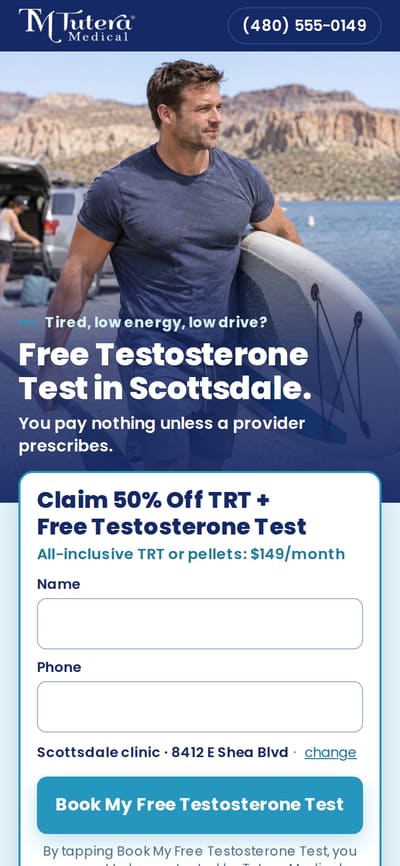 TM Tutera®
Medical
(480) 555-0149
Tired, low energy, low drive?
Free Testosterone
Test in Scottsdale.
You pay nothing unless a provider
prescribes.
Claim 50% Off TRT +
Free Testosterone Test
All-inclusive TRT or pellets: $149/month
Name
Phone
Scottsdale clinic · 8412 E Shea Blvd · change
Book My Free Testosterone Test
By tapping Book My Free Testosterone Test, you